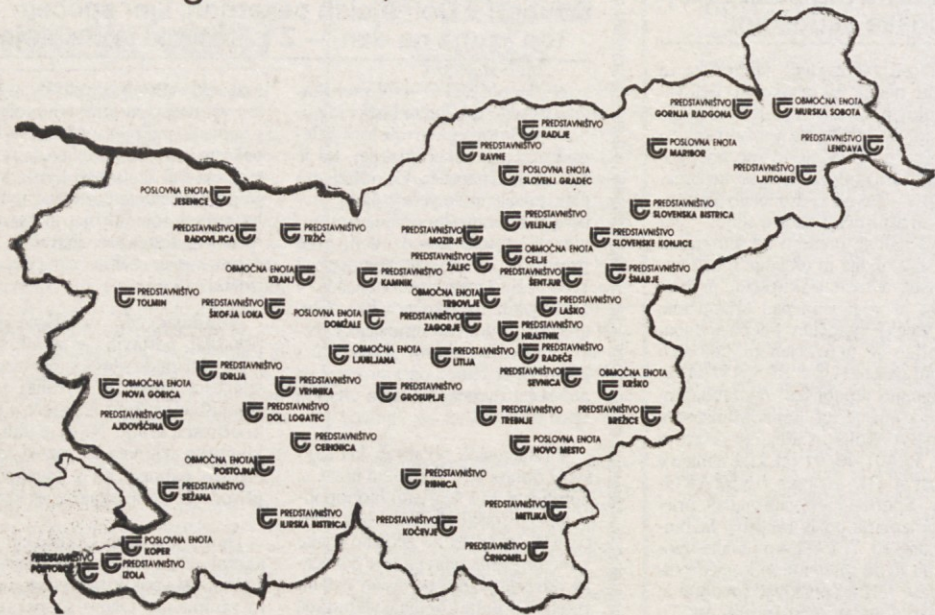 PREDSTAVNIŠTVO
GORNJA RADGONA
OBMOČNA ENOTA
MURSKA SOBOTA
PREDSTAVNIŠTVO
RADLJE
PREDSTAVNIŠTVO
LENDAVA
PREDSTAVNIŠTVO
RAVNE
POSLOVNA ENOTA
MARIBOR
POSLOVNA ENOTA
SLOVENJ GRADEC
PREDSTAVNIŠTVO
LJUTOMER
POSLOVNA ENOTA
JESENICE
PREDSTAVNIŠTVO
SLOVENSKA BISTRICA
PREDSTAVNIŠTVO
VELENJE
PREDSTAVNIŠTVO
RADOVLJICA
PREDSTAVNIŠTVO
TRŽIČ
PREDSTAVNIŠTVO
MOZIRJE
PREDSTAVNIŠTVO
SLOVENSKE KONJICE
OBMOČNA ENOTA
CELJE
PREDSTAVNIŠTVO
ŽALEC
OBMOČNA ENOTA
KRANJ
PREDSTAVNIŠTVO
KAMNIK
PREDSTAVNIŠTVO
ŠENTJUR
PREDSTAVNIŠTVO
ŠMARJE
PREDSTAVNIŠTVO
TOLMIN
OBMOČNA ENOTA
TRBOVLJE
PREDSTAVNIŠTVO
ŠKOFJA LOKA
PREDSTAVNIŠTVO
LAŠKO
POSLOVNA ENOTA
DOMŽALE
PREDSTAVNIŠTVO
ZAGORJE
PREDSTAVNIŠTVO
HRASTNIK
OBMOČNA ENOTA
LJUBLJANA
PREDSTAVNIŠTVO
LITIJA
PREDSTAVNIŠTVO
RADEČE
PREDSTAVNIŠTVO
IDRIJA
PREDSTAVNIŠTVO
SEVNICA
OBMOČNA ENOTA
KRŠKO
OBMOČNA ENOTA
NOVA GORICA
PREDSTAVNIŠTVO
VRHNIKA
PREDSTAVNIŠTVO
GROSUPLJE
PREDSTAVNIŠTVO
AJDOVŠČINA
PREDSTAVNIŠTVO
DOL. LOGATEC
PREDSTAVNIŠTVO
TREBNJE
PREDSTAVNIŠTVO
BREŽICE
PREDSTAVNIŠTVO
CERKNICA
POSLOVNA ENOTA
NOVO MESTO
OBMOČNA ENOTA
POSTOJNA
PREDSTAVNIŠTVO
RIBNICA
PREDSTAVNIŠTVO
SEŽANA
PREDSTAVNIŠTVO
METLIKA
PREDSTAVNIŠTVO
ILIRSKA BISTRICA
PREDSTAVNIŠTVO
KOČEVJE
POSLOVNA ENOTA
KOPER
PREDSTAVNIŠTVO
ČRNOMELJ
PREDSTAVNIŠTVO
PREDSTAVNIŠTVO
IZOLA